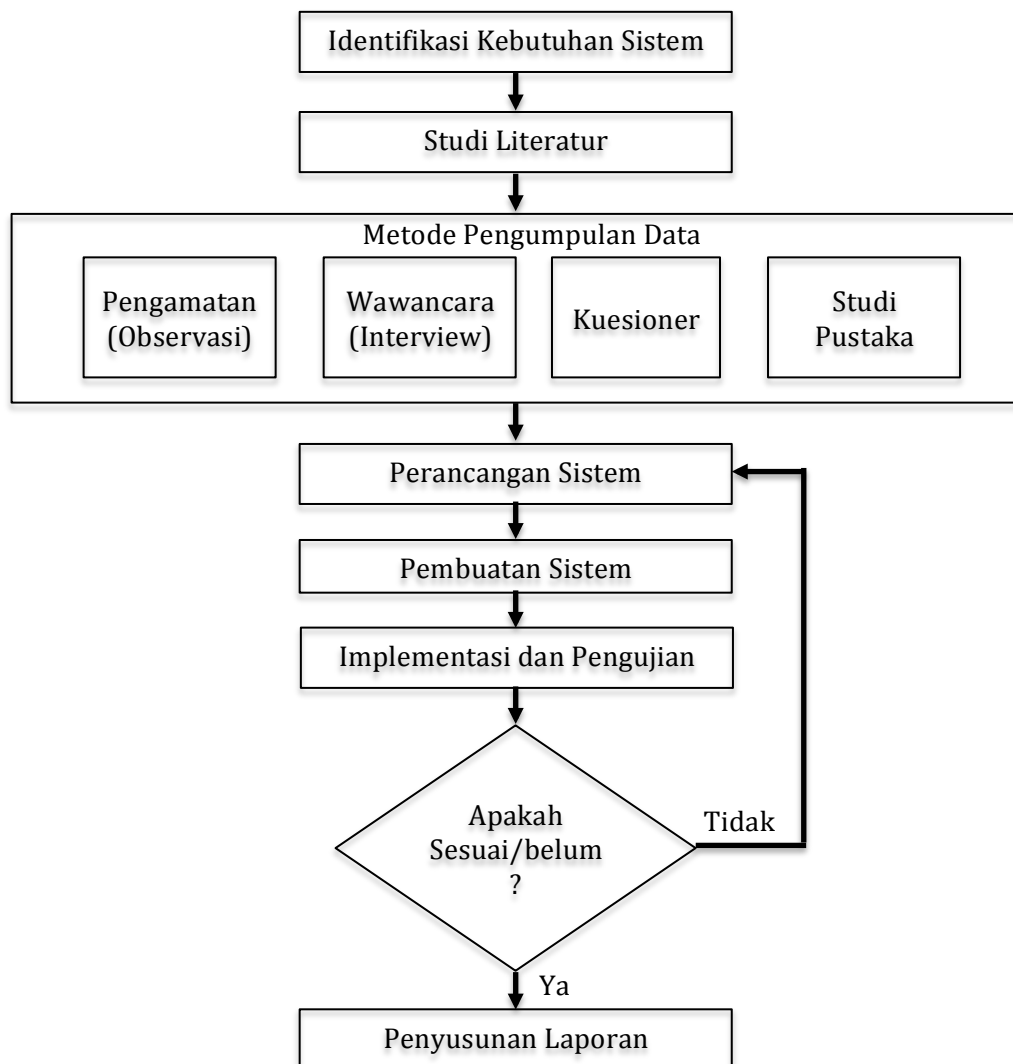 Identifikasi Kebutuhan Sistem
Studi Literatur
Metode Pengumpulan Data
Pengamatan
(Observasi)
Wawancara
(Interview)
Kuesioner
Studi
Pustaka
Perancangan Sistem
Pembuatan Sistem
Implementasi dan Pengujian
Apakah
Sesuai/belum
?
Tidak
Ya
Penyusunan Laporan